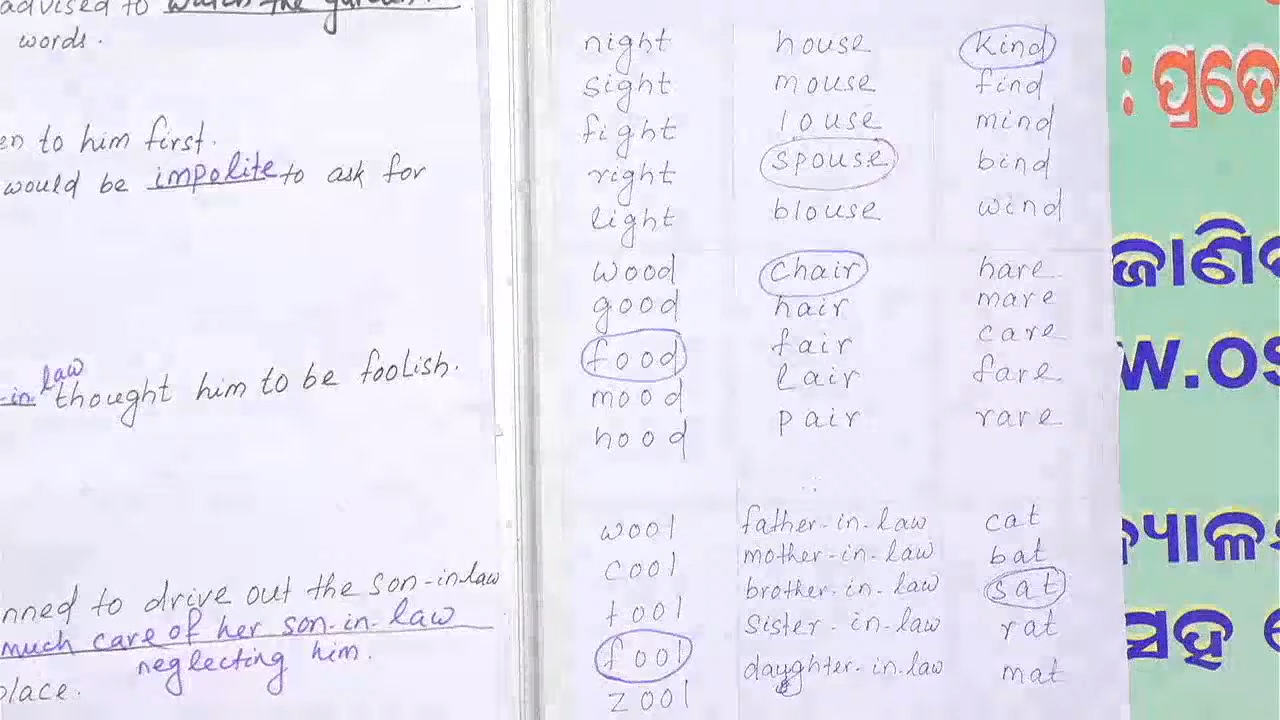 advised to watch the garden.
words.
en to him first.
would be impolite to ask for
-in-law thought him to be foolish.
nned to drive out the son-in-law
much care of her son-in-law
neglecting him.
place.
night house kind
sight mouse find
fight louse mind
right spouse bind
light blouse wind
wood chair hare
good hair mare
food fair care
mood lair fare
hood pair rare
wool father-in-law cat
cool mother-in-law bat
tool brother-in-law sat
fool sister-in-law rat
zool daughter-in-law mat
: ପ୍ରତେ
ଜାଣି
W.OS
ସହ